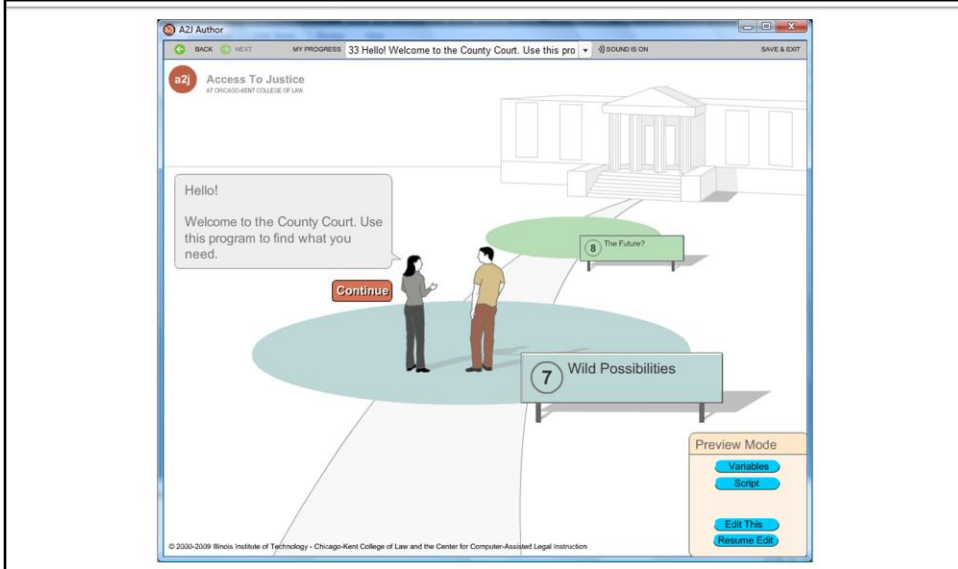 A2J Author
BACK NEXT MY PROGRESS 33 Hello! Welcome to the County Court. Use this pro SOUND IS ON SAVE & EXIT
a2j Access To Justice
AT CHICAGO-KENT COLLEGE OF LAW
Hello!
Welcome to the County Court. Use
this program to find what you
need.
Continue
8 The Future?
7 Wild Possibilities
Preview Mode
Variables
Script
Edit This
Resume Edit
© 2000-2009 Illinois Institute of Technology - Chicago-Kent College of Law and the Center for Computer-Assisted Legal Instruction